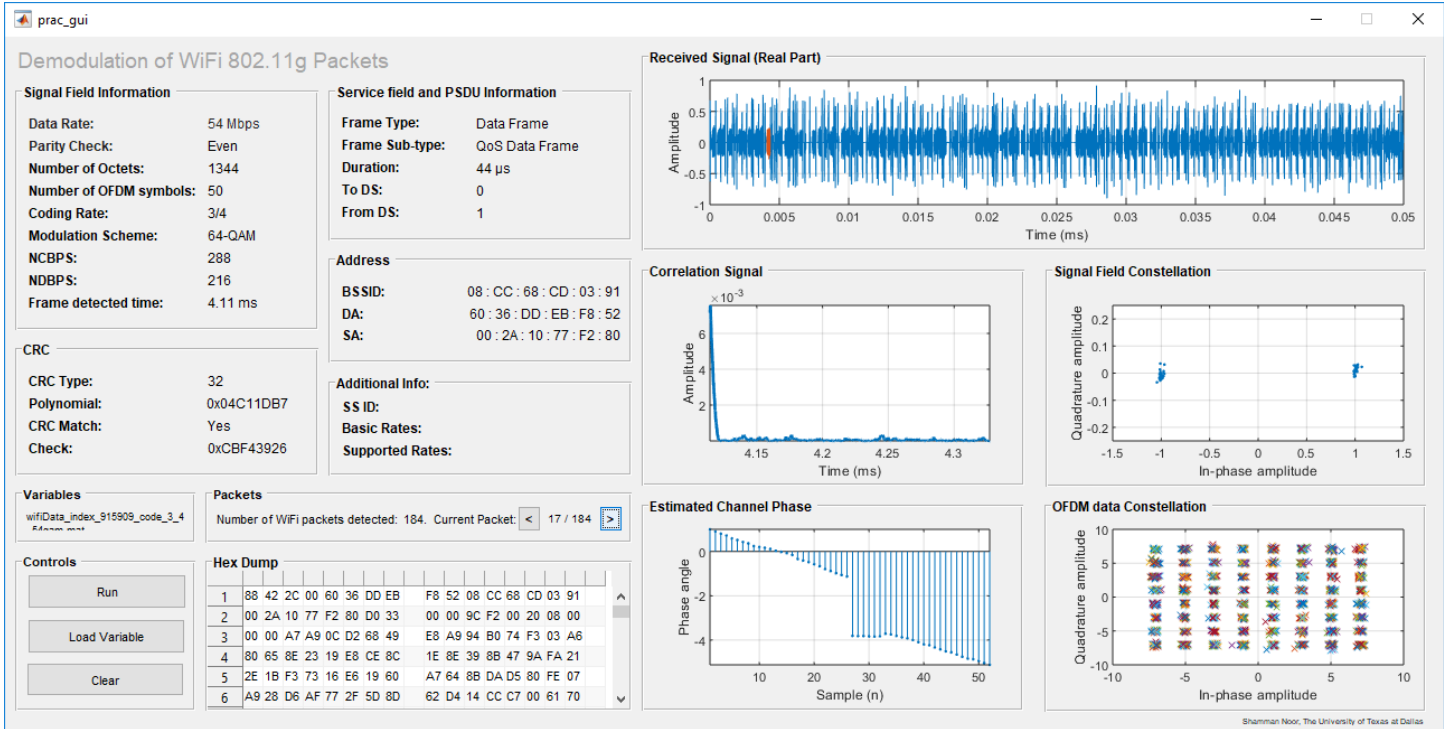 prac_gui
Demodulation of WiFi 802.11g Packets
Signal Field Information
Data Rate: 54 Mbps
Parity Check: Even
Number of Octets: 1344
Number of OFDM symbols: 50
Coding Rate: 3/4
Modulation Scheme: 64-QAM
NCBPS: 288
NDBPS: 216
Frame detected time: 4.11 ms
CRC
CRC Type: 32
Polynomial: 0x04C11DB7
CRC Match: Yes
Check: 0xCBF43926
Service field and PSDU Information
Frame Type: Data Frame
Frame Sub-type: QoS Data Frame
Duration: 44 µs
To DS: 0
From DS: 1
Address
BSSID: 08 : CC : 68 : CD : 03 : 91
DA: 60 : 36 : DD : EB : F8 : 52
SA: 00 : 2A : 10 : 77 : F2 : 80
Additional Info:
SS ID:
Basic Rates:
Supported Rates:
Variables
wifiData_index_915909_code_3_4
Packets
Number of WiFi packets detected: 184. Current Packet: < 17 / 184 >
Controls
Run
Load Variable
Clear
Hex Dump
1 88 42 2C 00 60 36 DD EB F8 52 08 CC 68 CD 03 91
2 00 2A 10 77 F2 80 D0 33 00 00 9C F2 00 20 08 00
3 00 00 A7 A9 0C D2 68 49 E8 A9 94 B0 74 F3 03 A6
4 80 65 8E 23 19 E8 CE 8C 1E 8E 39 8B 47 9A FA 21
5 2E 1B F3 73 16 E6 19 60 A7 64 8B DA D5 80 FE 07
6 A9 28 D6 AF 77 2F 5D 8D 62 D4 14 CC C7 00 61 70
Received Signal (Real Part)
Amplitude
1
0.5
0
-0.5
-1
0 0.005 0.01 0.015 0.02 0.025 0.03 0.035 0.04 0.045 0.05
Time (ms)
Correlation Signal
×10-3
Amplitude
6
4
2
4.15 4.2 4.25 4.3
Time (ms)
Signal Field Constellation
Quadrature amplitude
0.2
0.1
0
-0.1
-0.2
-1.5 -1 -0.5 0 0.5 1 1.5
In-phase amplitude
Estimated Channel Phase
Phase angle
0
-2
-4
10 20 30 40 50
Sample (n)
OFDM data Constellation
Quadrature amplitude
10
5
0
-5
-10
-10 -5 0 5 10
In-phase amplitude
Shamman Noor, The University of Texas at Dallas